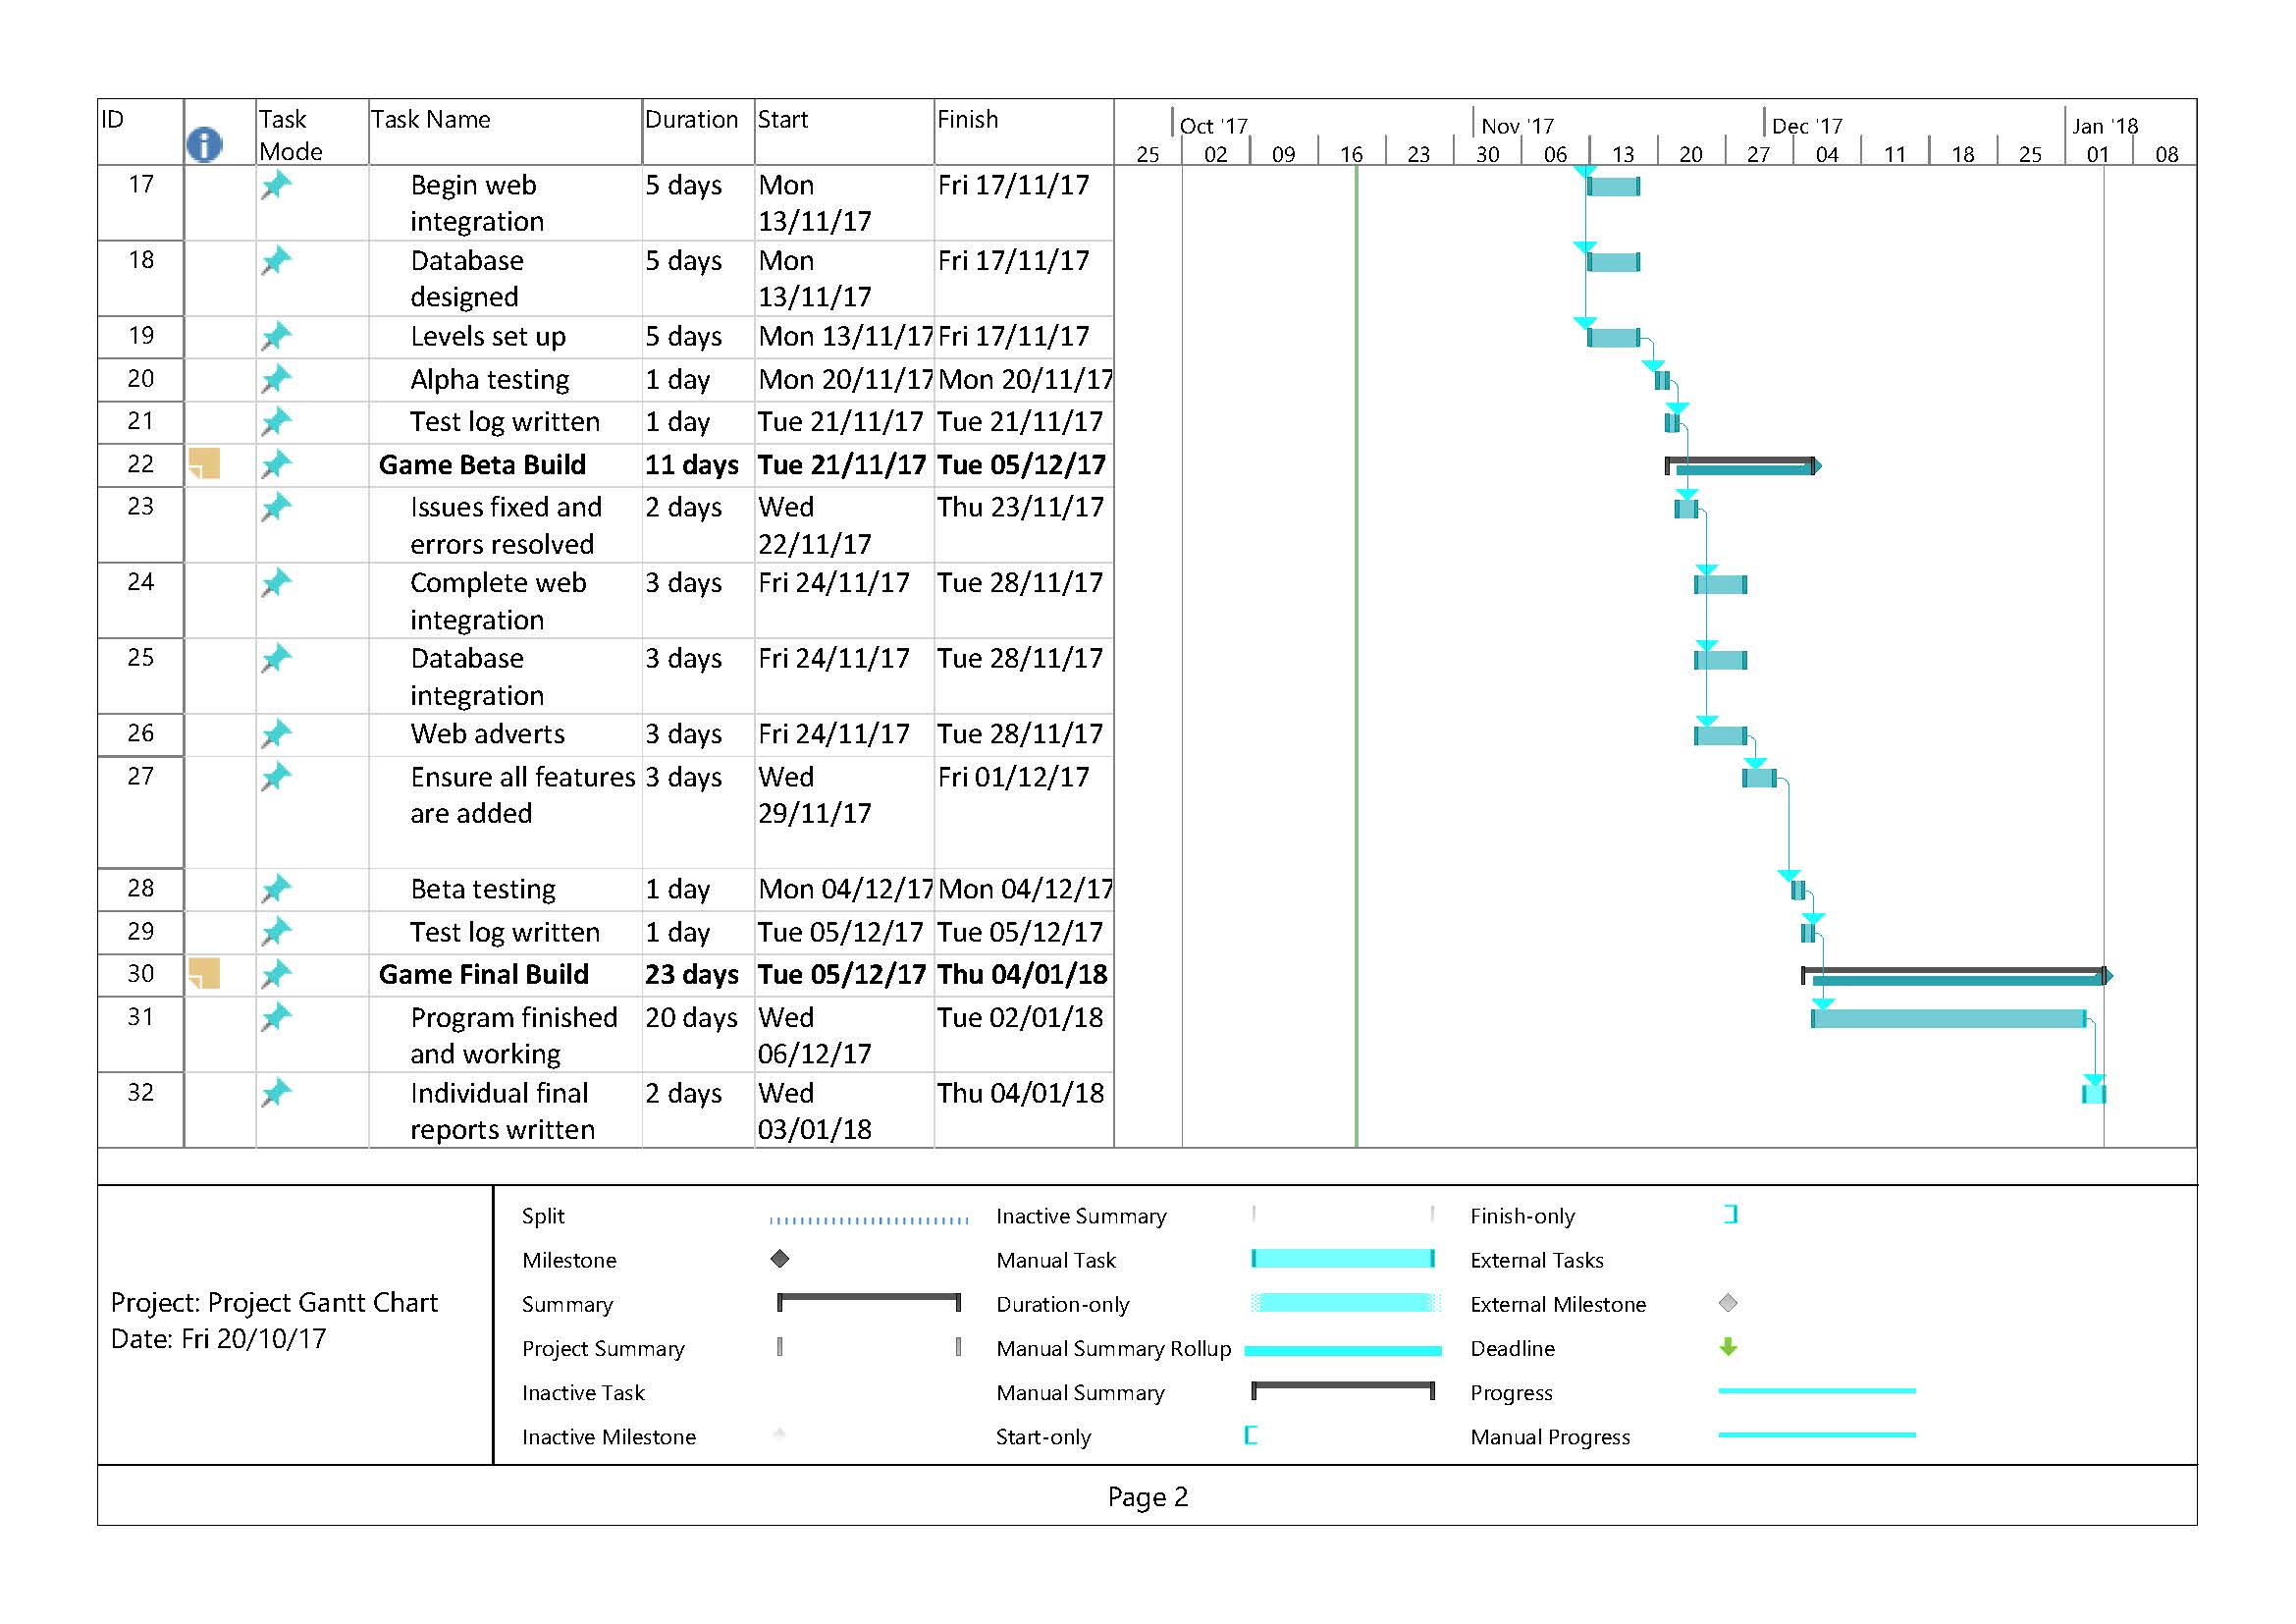 ID Task Mode Task Name Duration Start Finish
Oct '17 Nov '17 Dec '17 Jan '18
25 02 09 16 23 30 06 13 20 27 04 11 18 25 01 08
17 Begin web integration 5 days Mon 13/11/17 Fri 17/11/17
18 Database designed 5 days Mon 13/11/17 Fri 17/11/17
19 Levels set up 5 days Mon 13/11/17 Fri 17/11/17
20 Alpha testing 1 day Mon 20/11/17 Mon 20/11/17
21 Test log written 1 day Tue 21/11/17 Tue 21/11/17
22 Game Beta Build 11 days Tue 21/11/17 Tue 05/12/17
23 Issues fixed and errors resolved 2 days Wed 22/11/17 Thu 23/11/17
24 Complete web integration 3 days Fri 24/11/17 Tue 28/11/17
25 Database integration 3 days Fri 24/11/17 Tue 28/11/17
26 Web adverts 3 days Fri 24/11/17 Tue 28/11/17
27 Ensure all features are added 3 days Wed 29/11/17 Fri 01/12/17
28 Beta testing 1 day Mon 04/12/17 Mon 04/12/17
29 Test log written 1 day Tue 05/12/17 Tue 05/12/17
30 Game Final Build 23 days Tue 05/12/17 Thu 04/01/18
31 Program finished and working 20 days Wed 06/12/17 Tue 02/01/18
32 Individual final reports written 2 days Wed 03/01/18 Thu 04/01/18
Project: Project Gantt Chart
Date: Fri 20/10/17
Split Inactive Summary Finish-only
Milestone Manual Task External Tasks
Summary Duration-only External Milestone
Project Summary Manual Summary Rollup Deadline
Inactive Task Manual Summary Progress
Inactive Milestone Start-only Manual Progress
Page 2